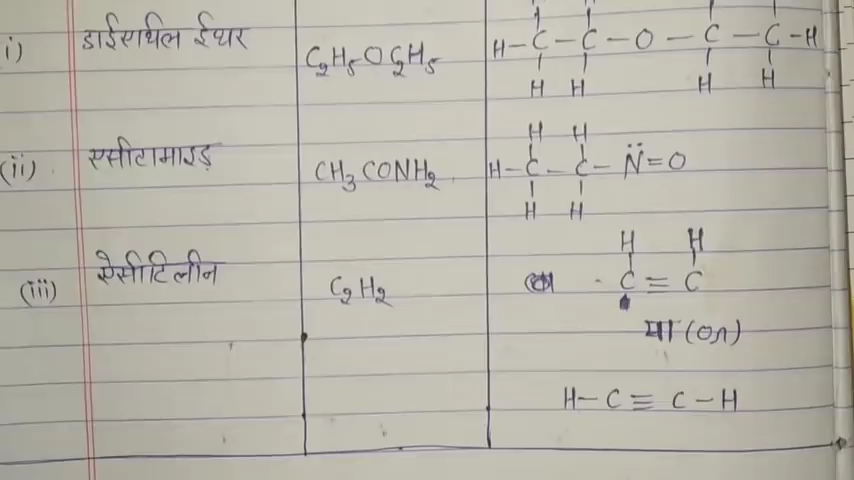 i) डाईएथिल ईथर C₂H₅OC₂H₅ H-C-C-O-C-C-H
H H H H
H H
(ii) एसीटामाइड़ CH₃CONH₂ H-C-C-N̈=O
H H
H H
(iii) ऐसीटिलीन C₂H₂ C=C
या (or)
H-C≡C-H